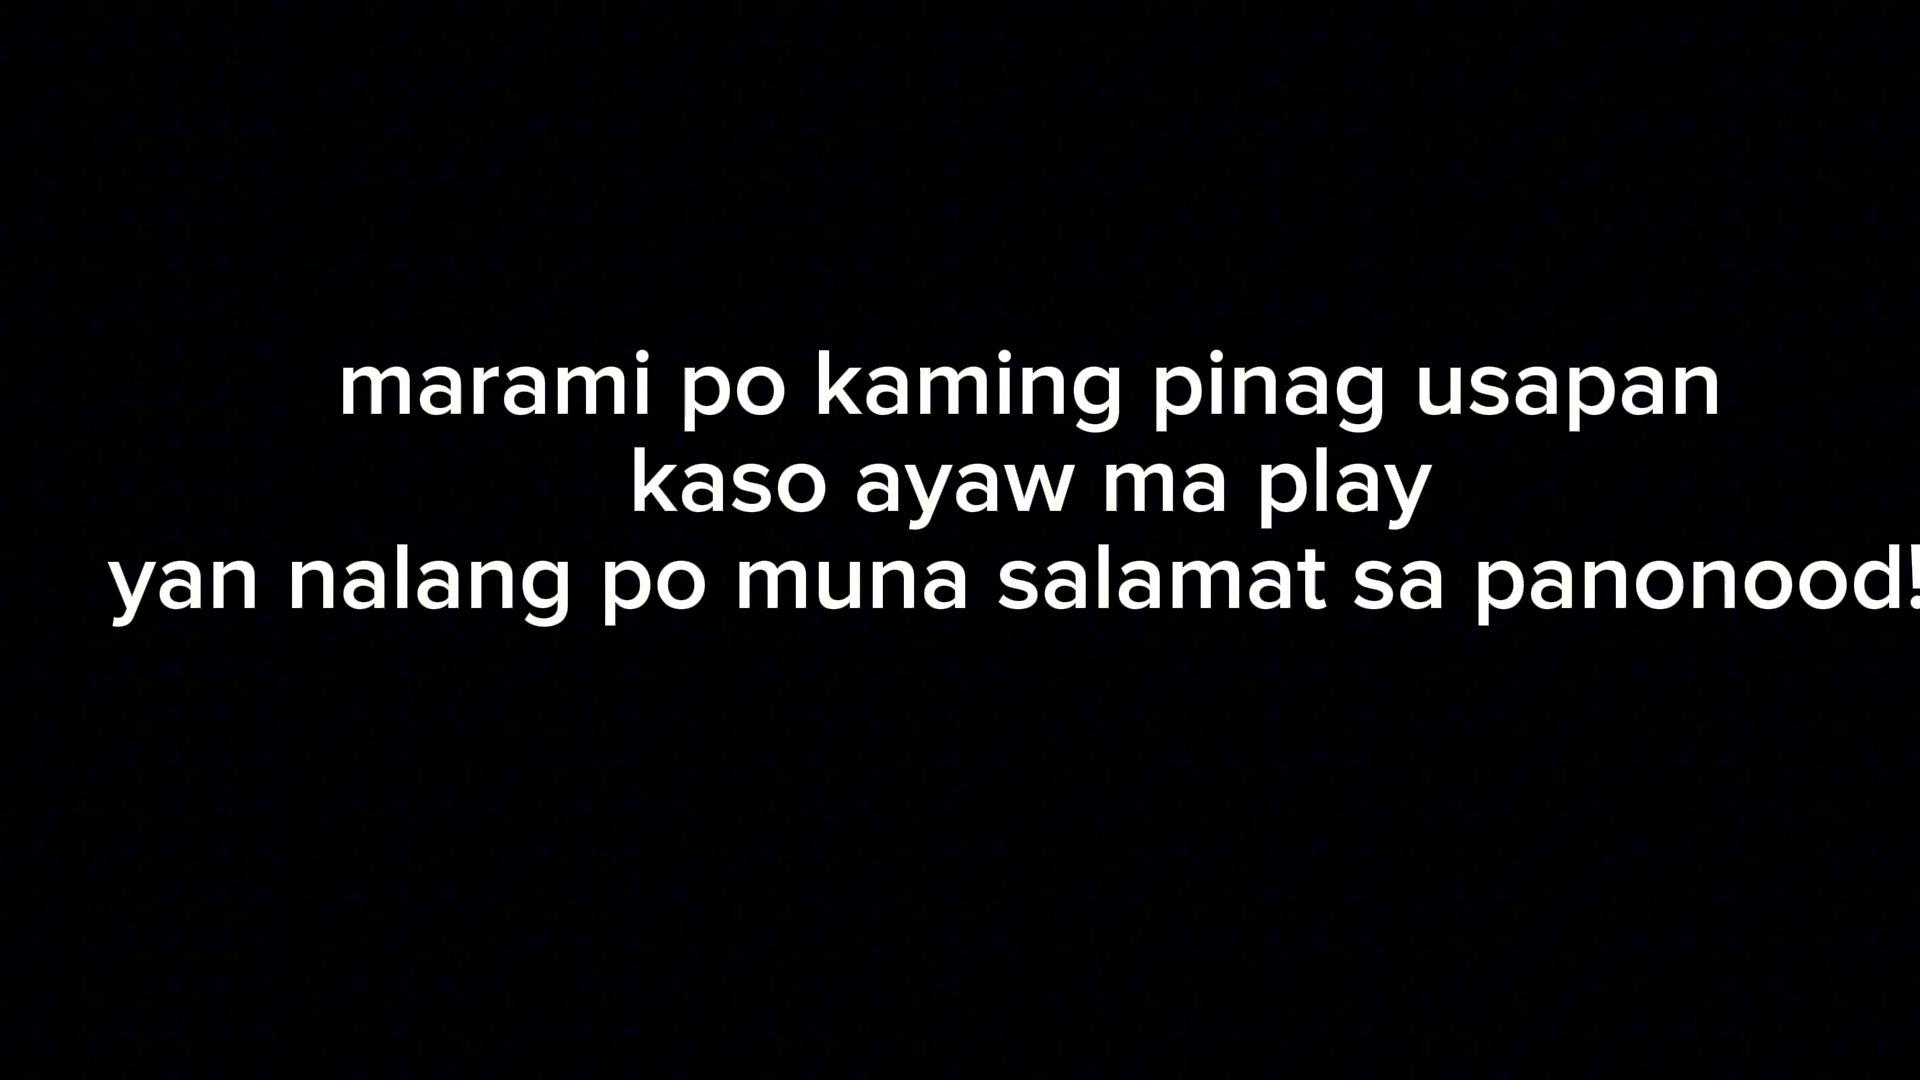 marami po kaming pinag usapan
kaso ayaw ma play
yan nalang po muna salamat sa panonood!